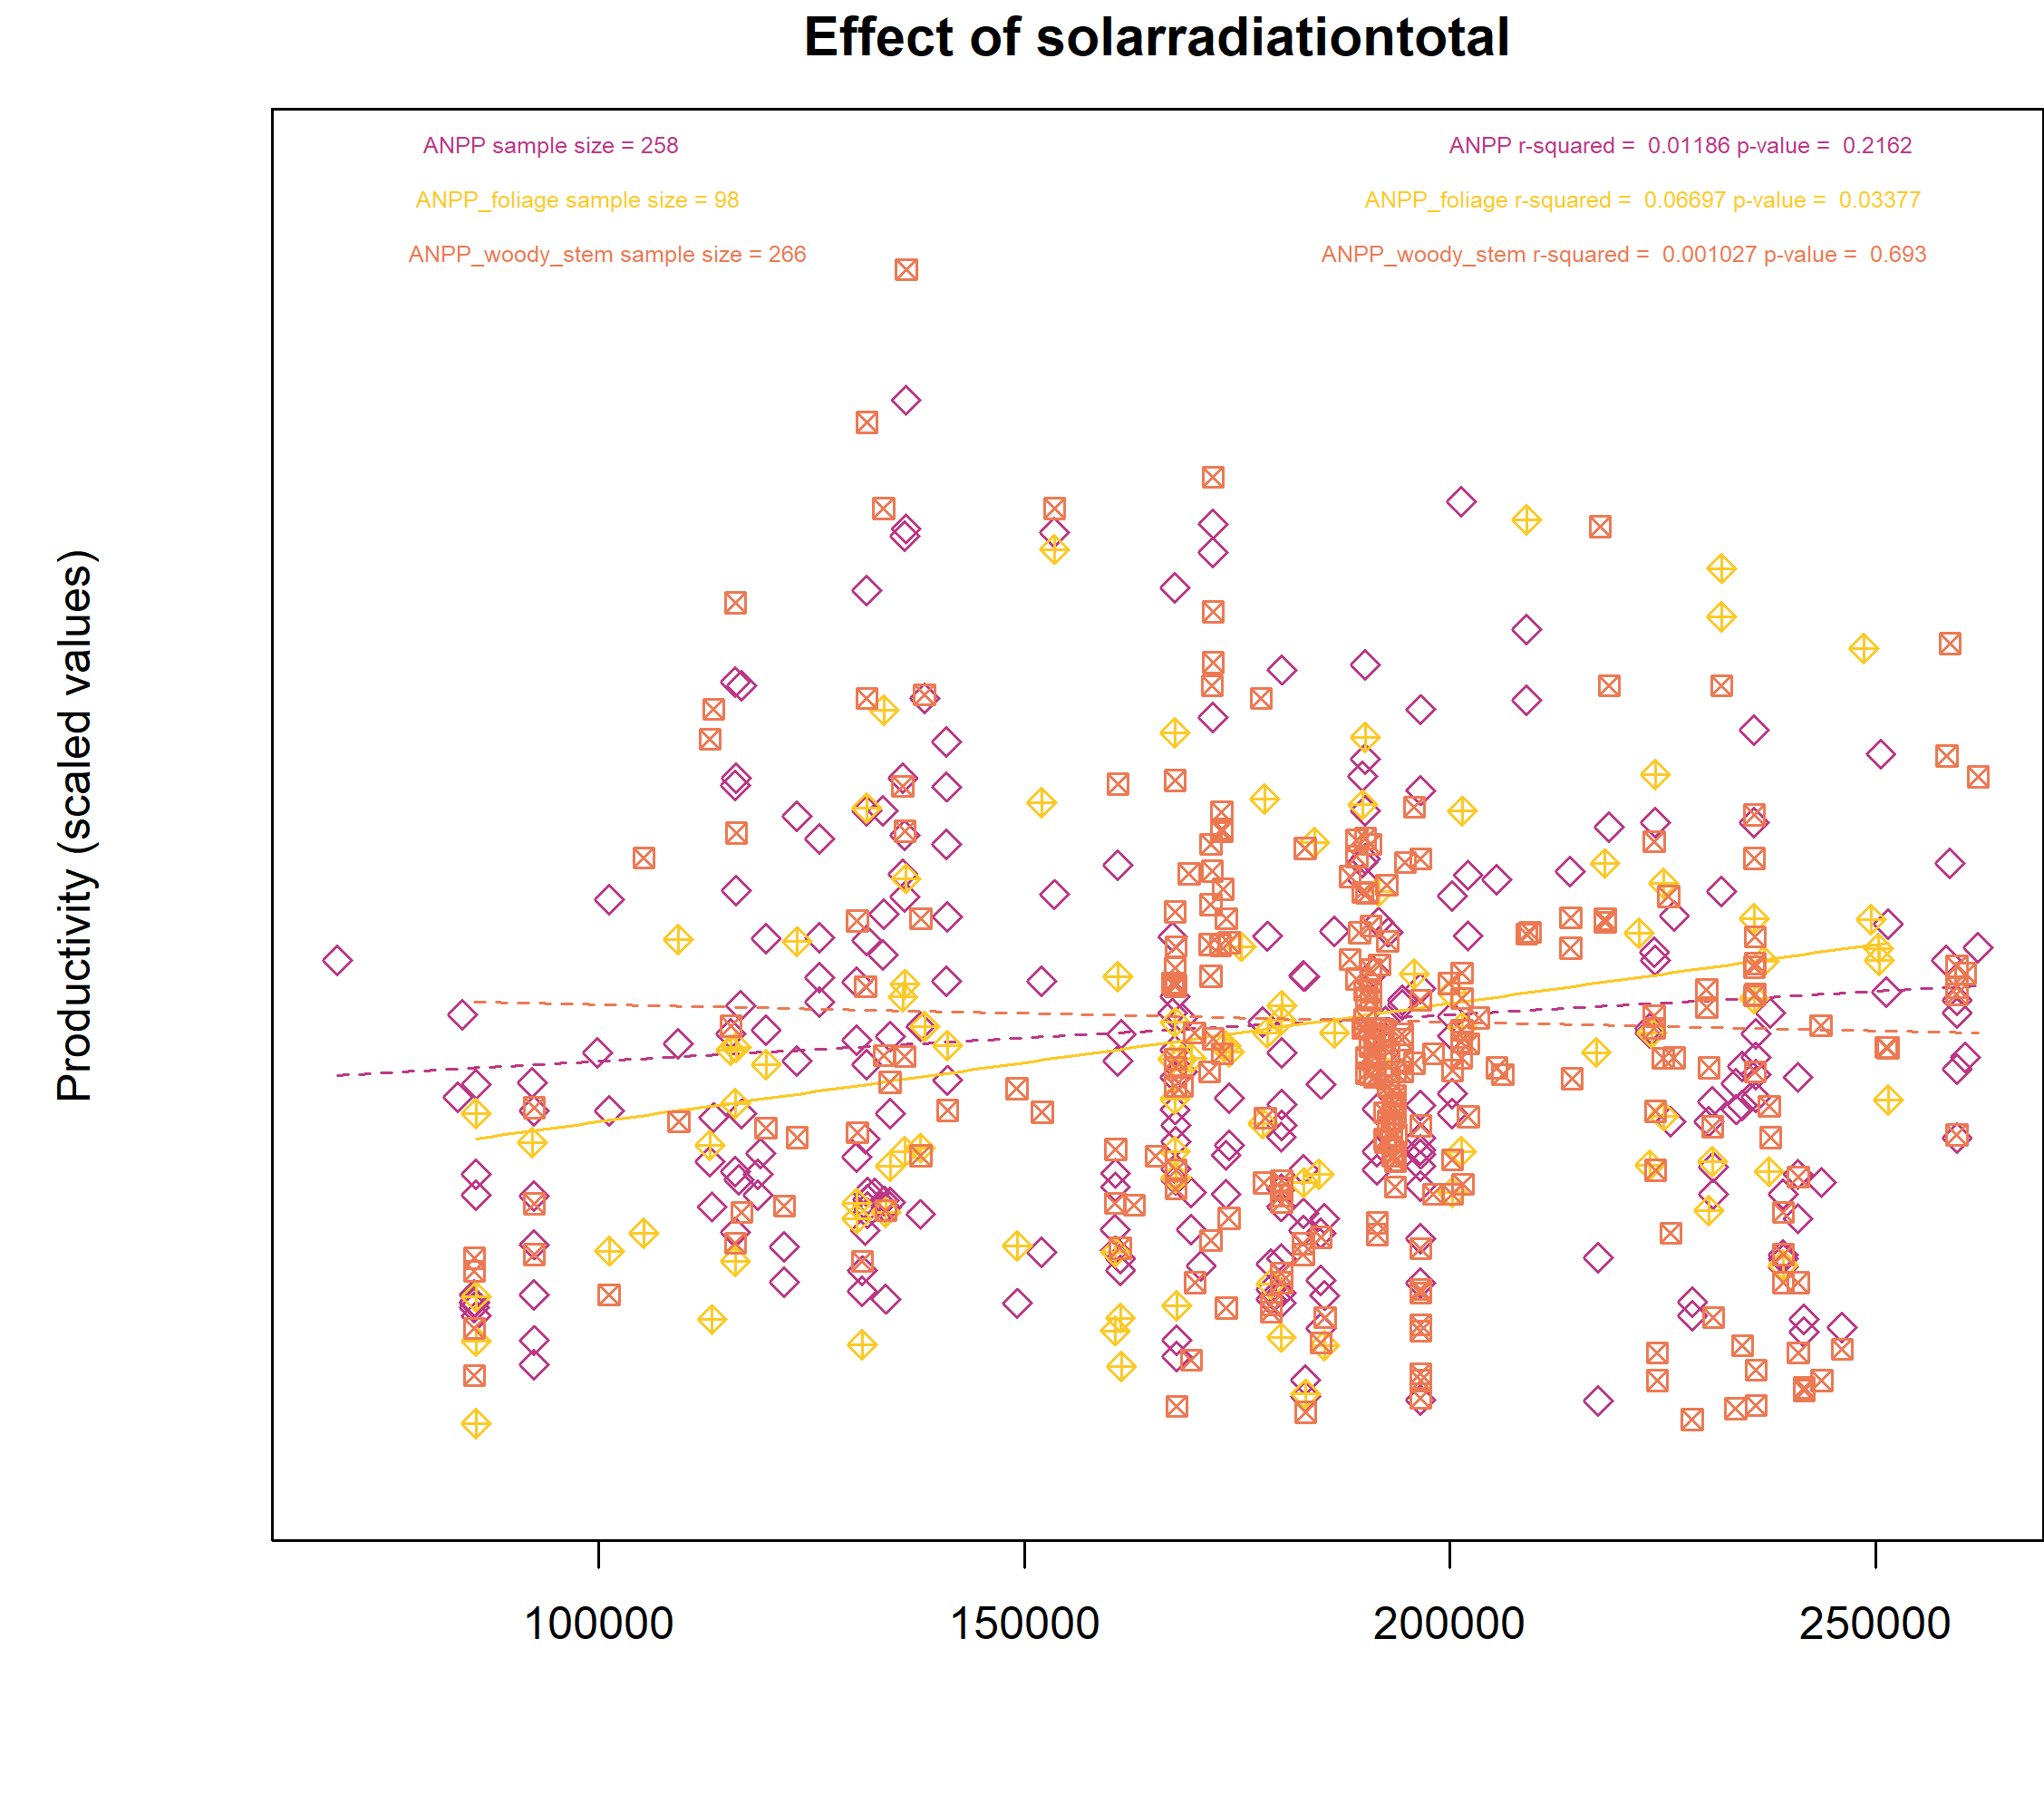 Effect of solarradiationtotal
ANPP sample size = 258
ANPP r-squared =  0.01186 p-value =  0.2162
ANPP_foliage sample size = 98
ANPP_foliage r-squared =  0.06697 p-value =  0.03377
ANPP_woody_stem sample size = 266
ANPP_woody_stem r-squared =  0.001027 p-value =  0.693
Productivity (scaled values)
100000
150000
200000
250000